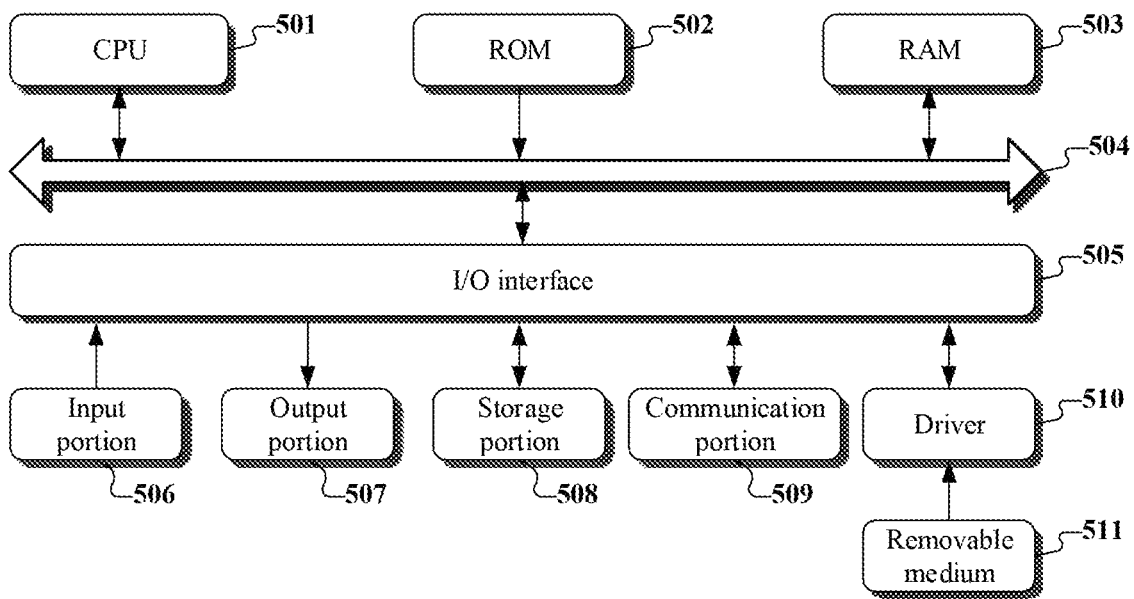 CPU
501
ROM
502
RAM
503
504
I/O interface
505
Input
portion
506
Output
portion
507
Storage
portion
508
Communication
portion
509
Driver
510
Removable
medium
511